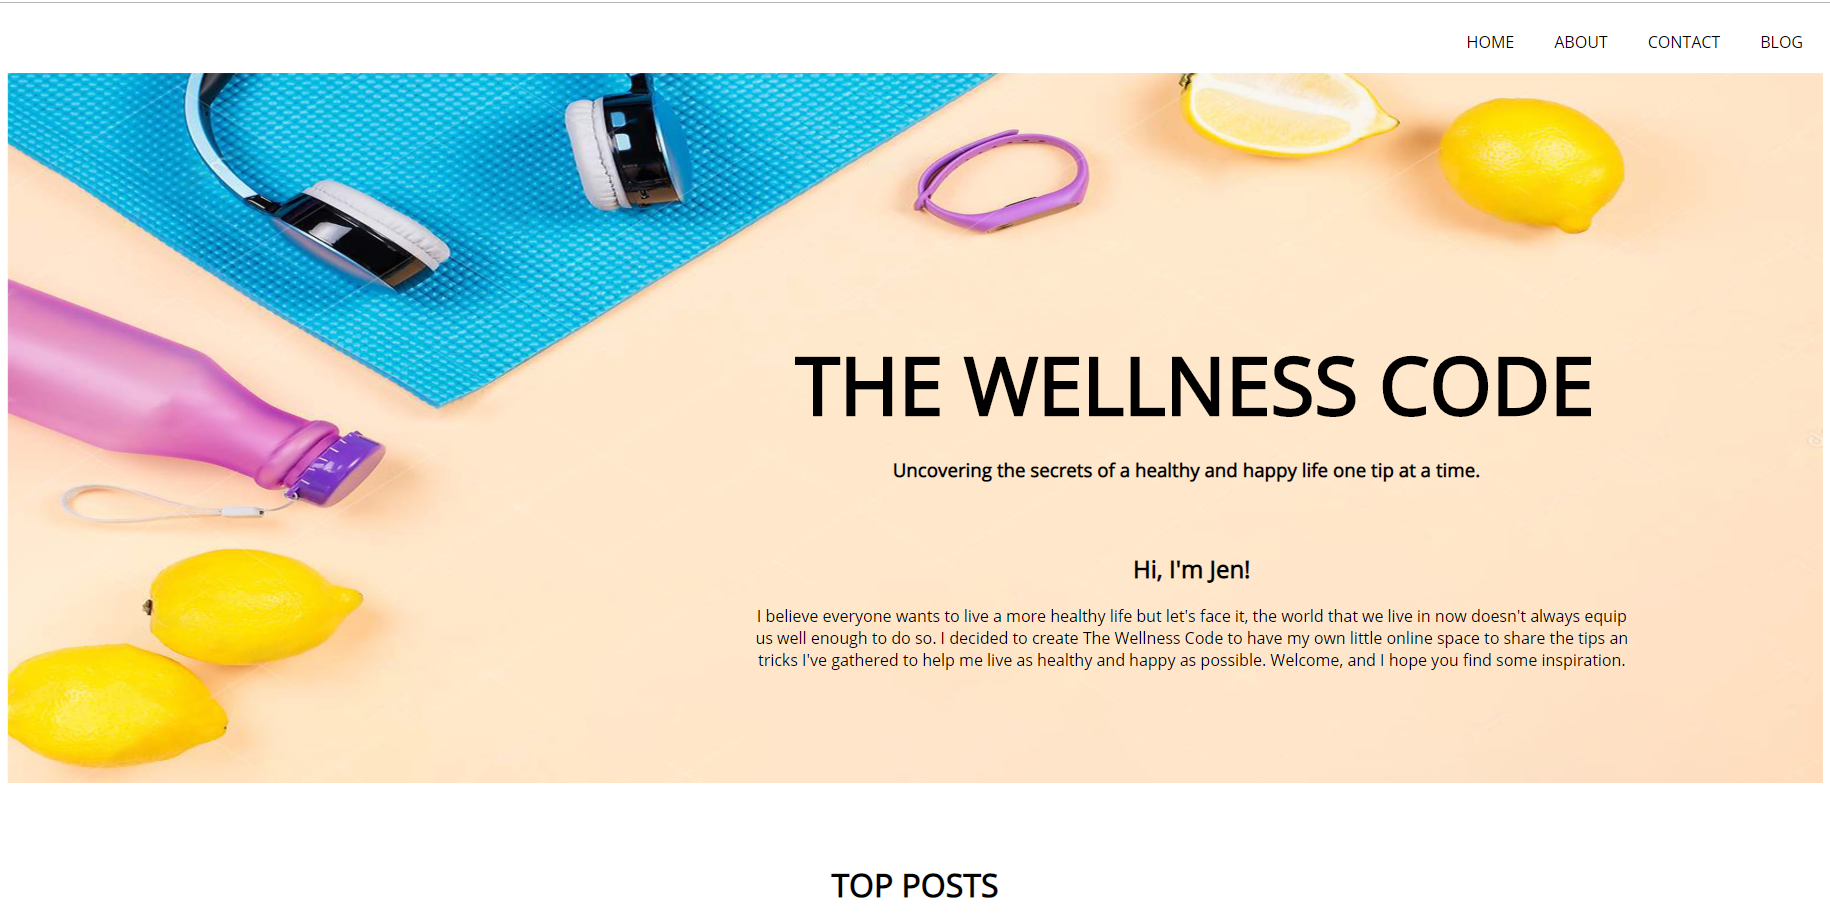 HOME ABOUT CONTACT BLOG
THE WELLNESS CODE
Uncovering the secrets of a healthy and happy life one tip at a time.
Hi, I'm Jen!
I believe everyone wants to live a more healthy life but let's face it, the world that we live in now doesn't always equip
us well enough to do so. I decided to create The Wellness Code to have my own little online space to share the tips an
tricks I've gathered to help me live as healthy and happy as possible. Welcome, and I hope you find some inspiration.
TOP POSTS